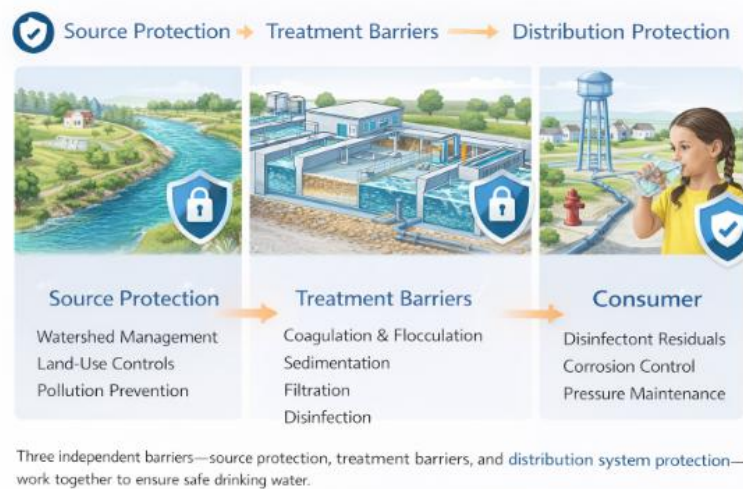 Source Protection → Treatment Barriers → Distribution Protection
Source Protection → Treatment Barriers → Consumer
Watershed Management
Land-Use Controls
Pollution Prevention
Coagulation & Flocculation
Sedimentation
Filtration
Disinfection
Disinfectont Residuals
Corrosion Control
Pressure Maintenance
Three independent barriers—source protection, treatment barriers, and distribution system protection—
work together to ensure safe drinking water.